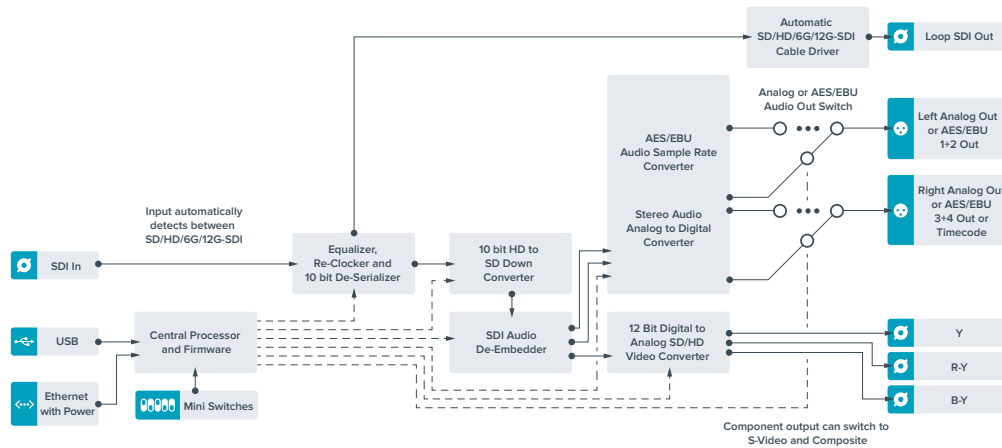 Automatic
SD/HD/6G/12G-SDI
Cable Driver
Loop SDI Out
Analog or AES/EBU
Audio Out Switch
AES/EBU
Audio Sample Rate
Converter
Left Analog Out
or AES/EBU
1+2 Out
Stereo Audio
Analog to Digital
Converter
Right Analog Out
or AES/EBU
3+4 Out or
Timecode
Input automatically
detects between
SD/HD/6G/12G-SDI
SDI In
Equalizer,
Re-Clocker and
10 bit De-Serializer
10 bit HD to
SD Down
Converter
USB
Central Processor
and Firmware
SDI Audio
De-Embedder
12 Bit Digital to
Analog SD/HD
Video Converter
Y
R-Y
B-Y
Ethernet
with Power
Mini Switches
Component output can switch to
S-Video and Composite